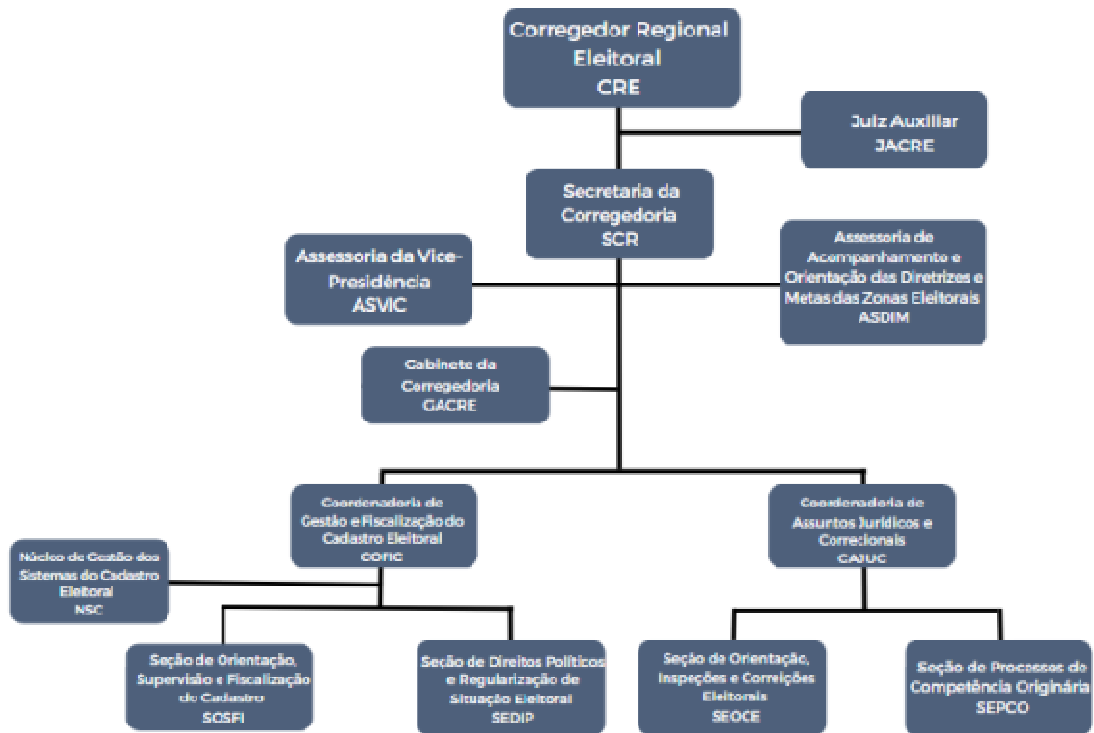 Corregedor Regional
Eleitoral
CRE
Juiz Auxiliar
JACRE
Secretaria da
Corregedoria
SCR
Assessoria da Vice-
Presidência
ASVIC
Assessoria de
Acompanhamento e
Orientação das Diretrizes e
Metas das Zonas Eleitorais
ASDIM
Gabinete da
Corregedoria
GACRE
Coordenadoria de
Gestão e Fiscalização do
Cadastro Eleitoral
COFIC
Coordenadoria de
Assuntos Jurídicos e
Correcionais
CAJUC
Núcleo de Gestão dos
Sistemas do Cadastro
Eleitoral
NSC
Seção de Orientação,
Supervisão e Fiscalização
do Cadastro
SOSFI
Seção de Direitos Políticos
e Regularização de
Situação Eleitoral
SEDIP
Seção de Orientação,
Inspeções e Correições
Eleitorais
SEOCE
Seção de Processos de
Competência Originária
SEPCO